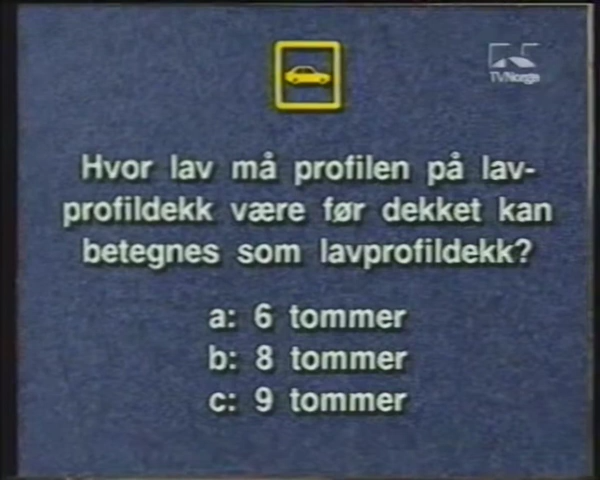 TVNorge
Hvor lav må profilen på lav-
profildekk være før dekket kan
betegnes som lavprofildekk?
a: 6 tommer
b: 8 tommer
c: 9 tommer